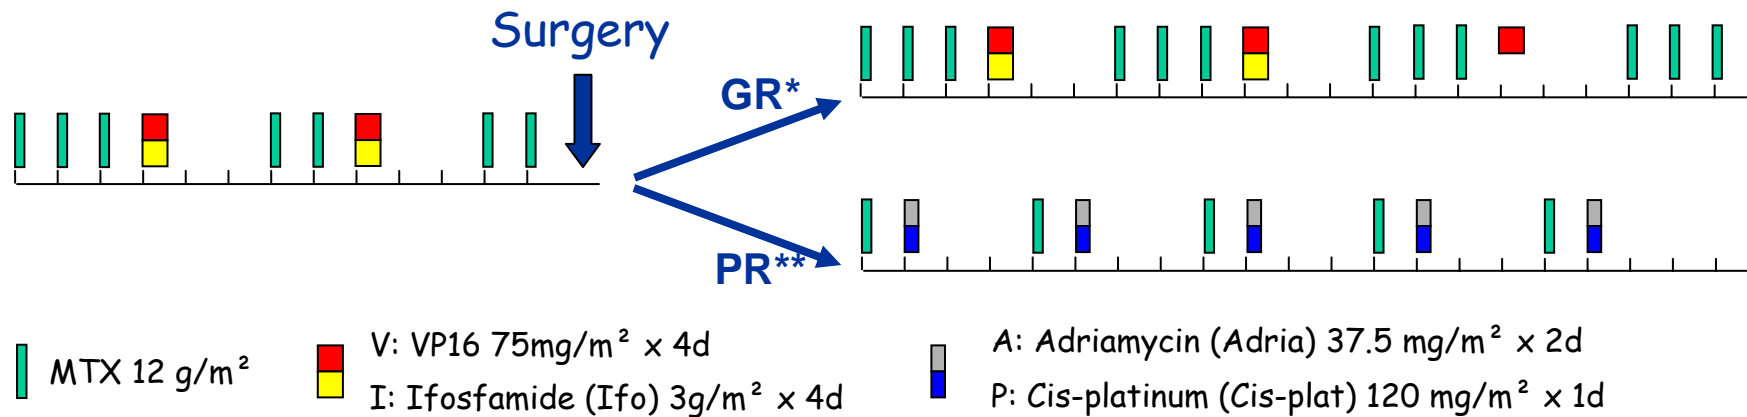 Surgery
GR*
PR**
MTX 12 g/m²
V: VP16 75mg/m² x 4d
I: Ifosfamide (Ifo) 3g/m² x 4d
A: Adriamycin (Adria) 37.5 mg/m² x 2d
P: Cis-platinum (Cis-plat) 120 mg/m² x 1d